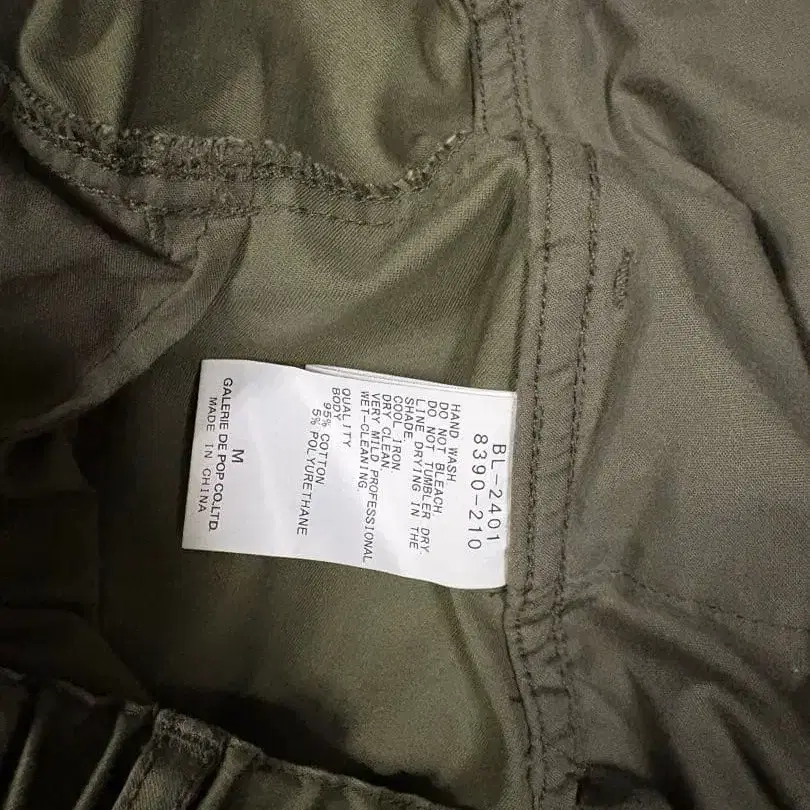 BL-2401
8390-210
HAND WASH
DO NOT BLEACH.
DO NOT TUMBLER DRY.
LINE DRYING IN THE
SHADE.
COOL IRON.
DRY CLEAN.
VERY MILD PROFESSIONAL
WET-CLEANING.
QUALITY
BODY
95% COTTON
5% POLYURETHANE
M
GALERIE DE POP CO.LTD.
MADE IN CHINA